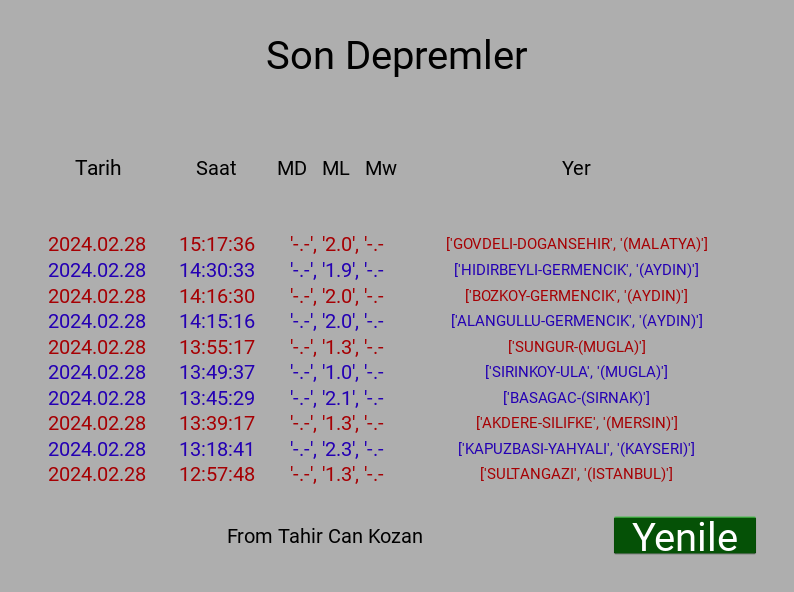 Son Depremler
Tarih Saat MD ML Mw Yer
2024.02.28 15:17:36 '-.-', '2.0', '-.- ['GOVDELI-DOGANSEHIR', '(MALATYA)']
2024.02.28 14:30:33 '-.-', '1.9', '-.- ['HIDIRBEYLI-GERMENCIK', '(AYDIN)']
2024.02.28 14:16:30 '-.-', '2.0', '-.- ['BOZKOY-GERMENCIK', '(AYDIN)']
2024.02.28 14:15:16 '-.-', '2.0', '-.- ['ALANGULLU-GERMENCIK', '(AYDIN)']
2024.02.28 13:55:17 '-.-', '1.3', '-.- ['SUNGUR-(MUGLA)']
2024.02.28 13:49:37 '-.-', '1.0', '-.- ['SIRINKOY-ULA', '(MUGLA)']
2024.02.28 13:45:29 '-.-', '2.1', '-.- ['BASAGAC-(SIRNAK)']
2024.02.28 13:39:17 '-.-', '1.3', '-.- ['AKDERE-SILIFKE', '(MERSIN)']
2024.02.28 13:18:41 '-.-', '2.3', '-.- ['KAPUZBASI-YAHYALI', '(KAYSERI)']
2024.02.28 12:57:48 '-.-', '1.3', '-.- ['SULTANGAZI', '(ISTANBUL)']
From Tahir Can Kozan
Yenile